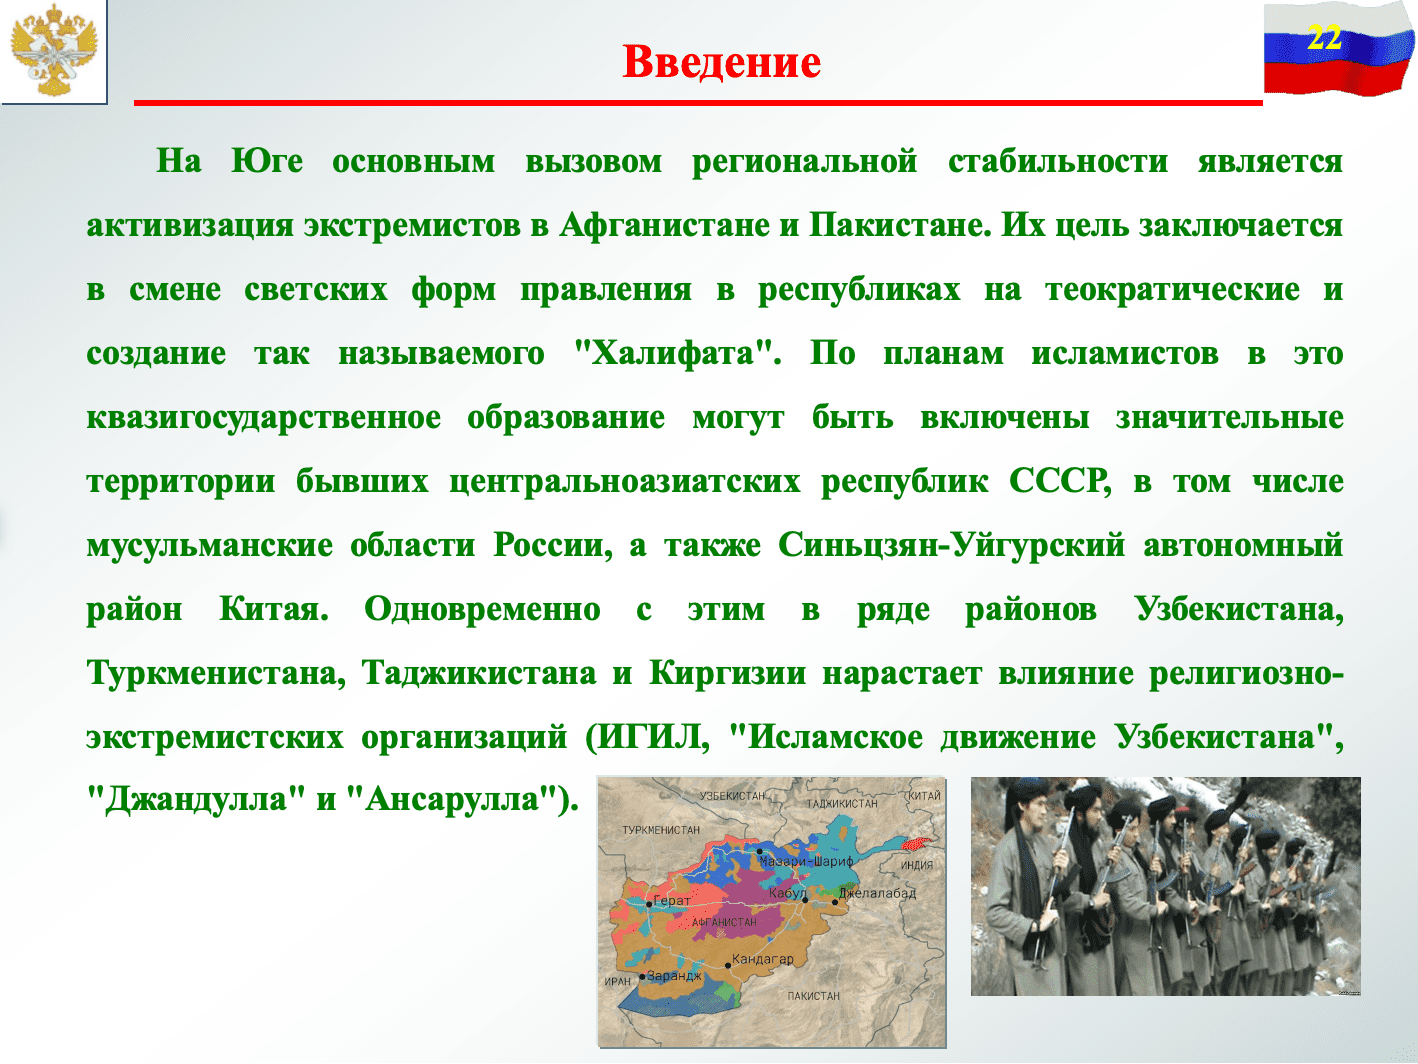 22
Введение
На Юге основным вызовом региональной стабильности является
активизация экстремистов в Афганистане и Пакистане. Их цель заключается
в смене светских форм правления в республиках на теократические и
создание так называемого "Халифата". По планам исламистов в это
квазигосударственное образование могут быть включены значительные
территории бывших центральноазиатских республик СССР, в том числе
мусульманские области России, а также Синьцзян-Уйгурский автономный
район Китая. Одновременно с этим в ряде районов Узбекистана,
Туркменистана, Таджикистана и Киргизии нарастает влияние религиозно-
экстремистских организаций (ИГИЛ, "Исламское движение Узбекистана",
"Джандулла" и "Ансарулла").
УЗБЕКИСТАН
ТАДЖИКИСТАН
КИТАЙ
ТУРКМЕНИСТАН
Мазари-Шариф
ИНДИЯ
Кабул
Джелалабад
Герат
АФГАНИСТАН
Кандагар
ИРАН
Зарандж
ПАКИСТАН